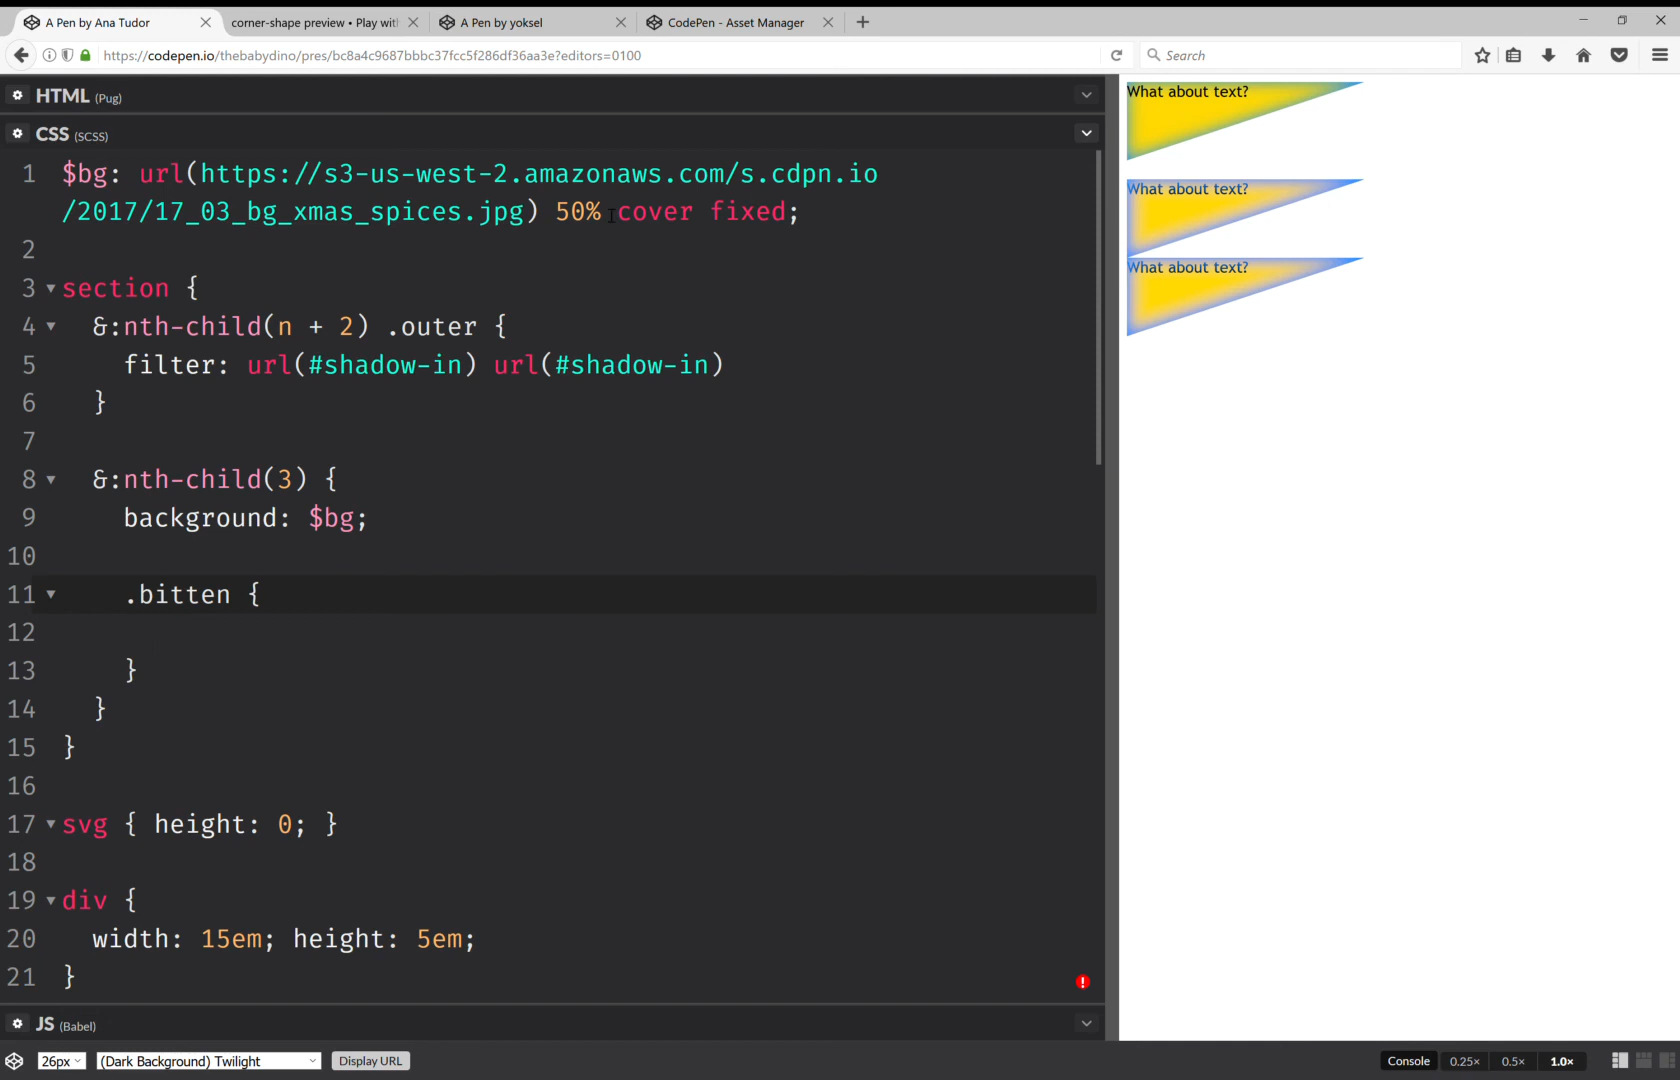 A Pen by Ana Tudor
corner-shape preview • Play wit
A Pen by yoksel
CodePen - Asset Manager
https://codepen.io/thebabydino/pres/bc8a4c9687bbbc37fcc5f286df36aa3e?editors=0100
Search
HTML (Pug)
CSS (SCSS)
1 $bg: url(https://s3-us-west-2.amazonaws.com/s.cdpn.io
/2017/17_03_bg_xmas_spices.jpg) 50% cover fixed;
2
3 section {
4 &:nth-child(n + 2) .outer {
5 filter: url(#shadow-in) url(#shadow-in)
6 }
7
8 &:nth-child(3) {
9 background: $bg;
10
11 .bitten {
12
13 }
14 }
15 }
16
17 svg { height: 0; }
18
19 div {
20 width: 15em; height: 5em;
21 }
JS (Babel)
What about text?
What about text?
What about text?
26px
(Dark Background) Twilight
Display URL
Console
0.25×
0.5×
1.0×